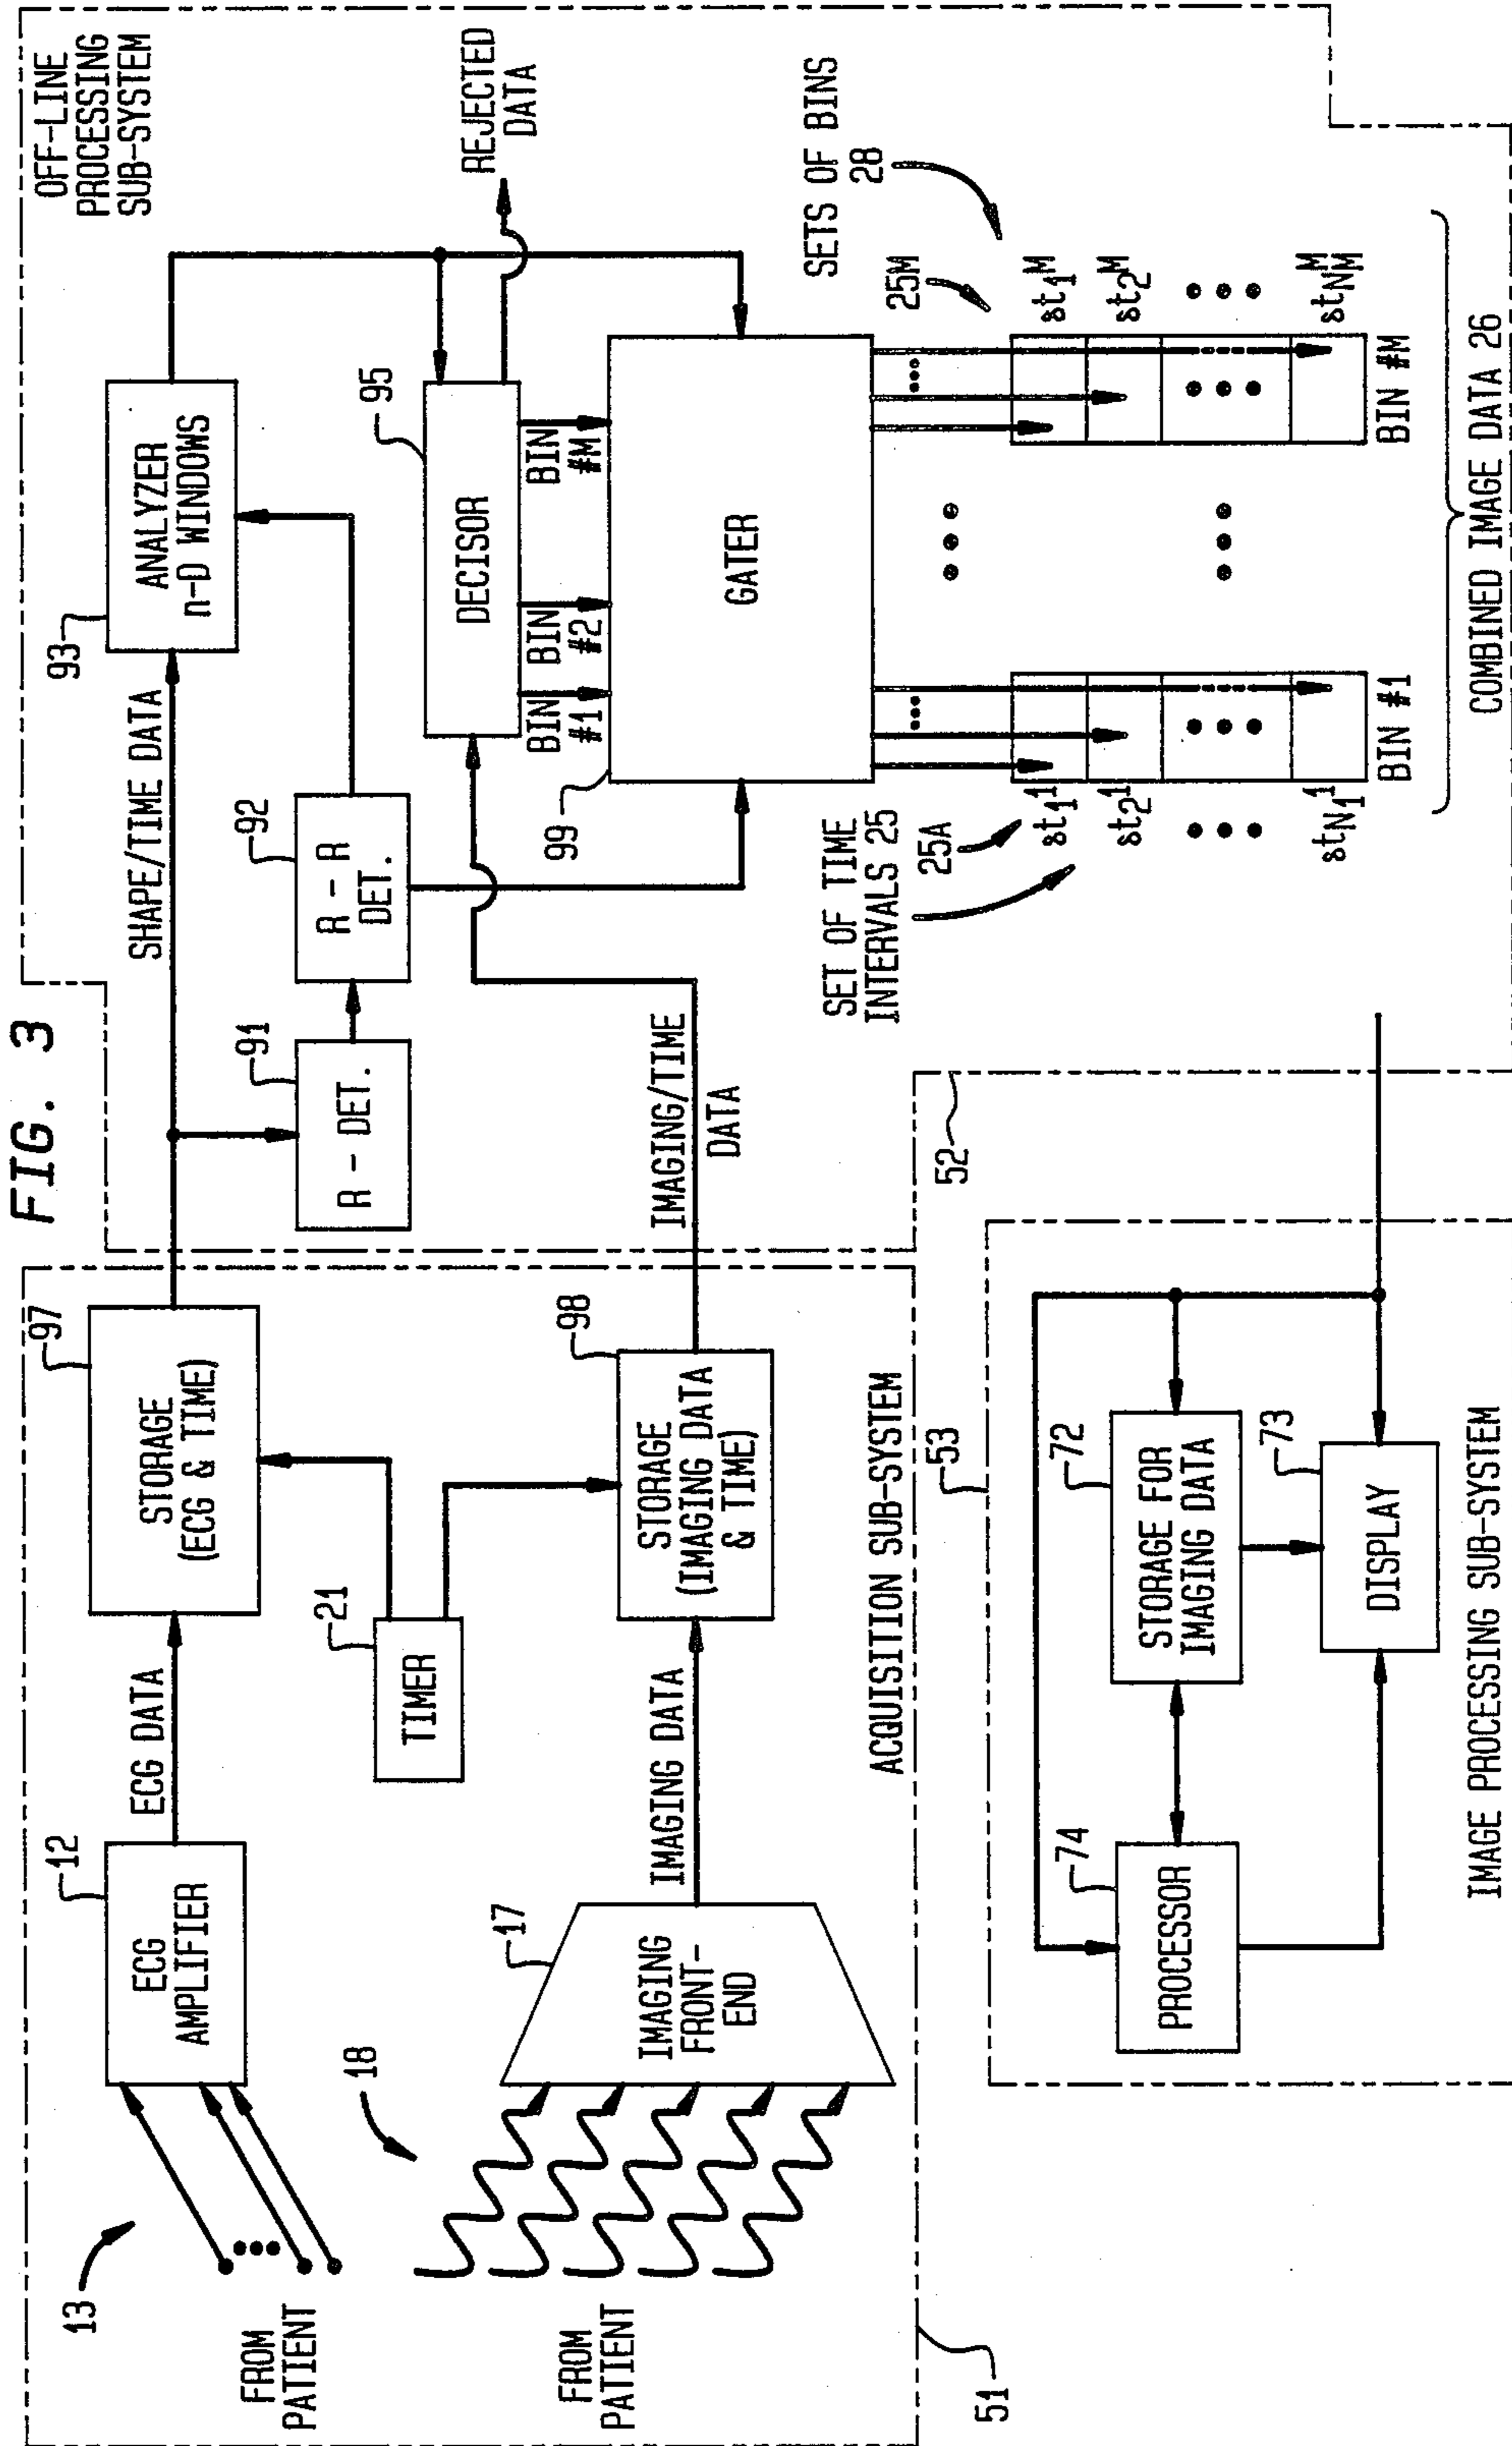 FIG. 3
13
FROM
PATIENT
12
ECG
AMPLIFIER
ECG DATA
97
STORAGE
(ECG & TIME)
21
TIMER
18
FROM
PATIENT
17
IMAGING
FRONT-
END
IMAGING DATA
98
STORAGE
(IMAGING DATA
& TIME)
ACQUISITION SUB-SYSTEM
51
OFF-LINE
PROCESSING
SUB-SYSTEM
SHAPE/TIME DATA
91
R - DET.
92
R - R
DET.
93
ANALYZER
n-D WINDOWS
IMAGING/TIME
DATA
95
DECISOR
REJECTED
DATA
BIN
#1
BIN
#2
BIN
#M
99
GATER
SET OF TIME
INTERVALS 25
25A
st₁¹
st₂¹
st_N₁¹
BIN #1
25M
SETS OF BINS
28
st₁ᴹ
st₂ᴹ
st_N_Mᴹ
BIN #M
COMBINED IMAGE DATA 26
52
53
74
PROCESSOR
72
STORAGE FOR
IMAGING DATA
73
DISPLAY
IMAGE PROCESSING SUB-SYSTEM